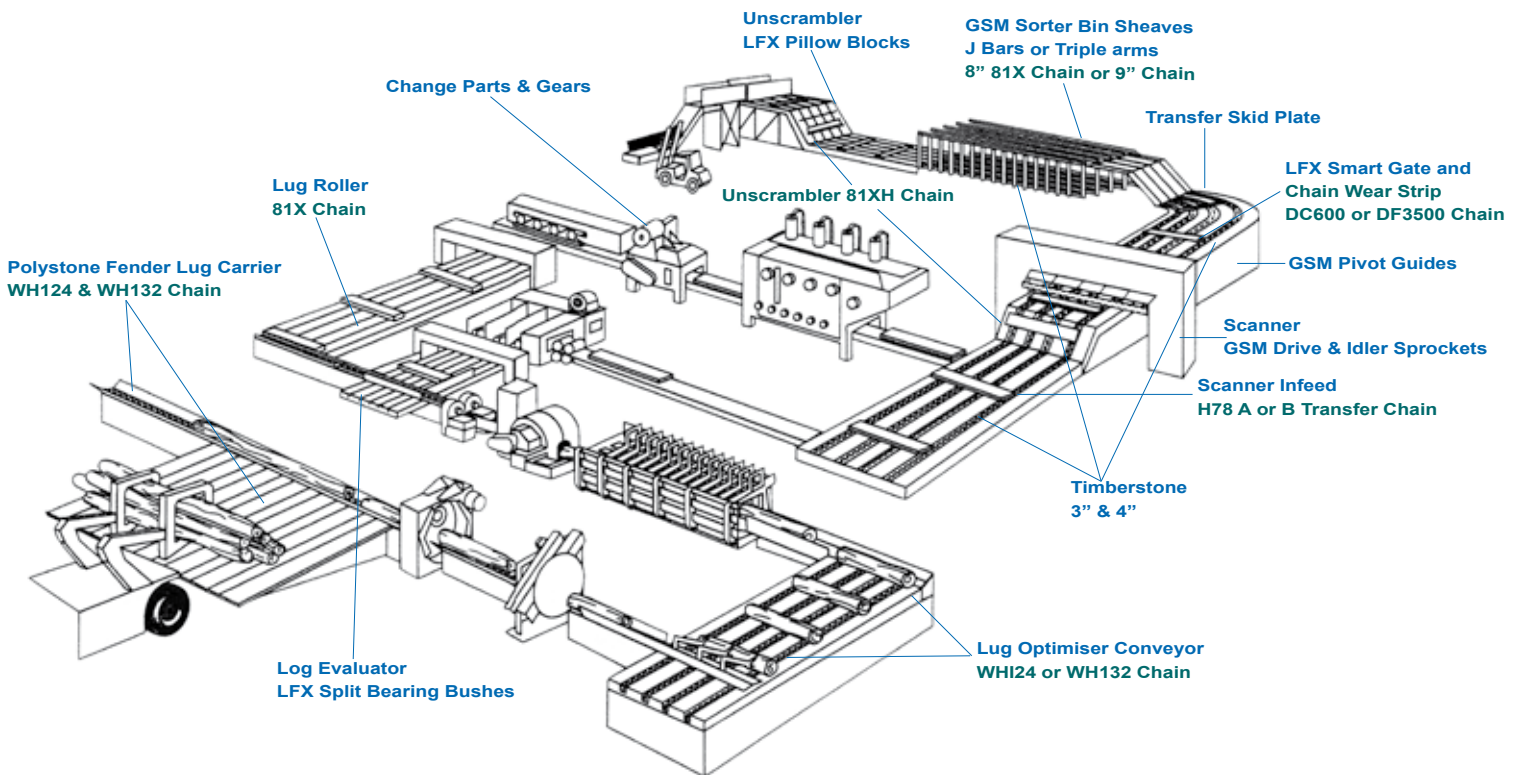 Unscrambler
LFX Pillow Blocks
GSM Sorter Bin Sheaves
J Bars or Triple arms
8” 81X Chain or 9” Chain
Change Parts & Gears
Transfer Skid Plate
LFX Smart Gate and
Chain Wear Strip
DC600 or DF3500 Chain
Lug Roller
81X Chain
Unscrambler 81XH Chain
Polystone Fender Lug Carrier
WH124 & WH132 Chain
GSM Pivot Guides
Scanner
GSM Drive & Idler Sprockets
Scanner Infeed
H78 A or B Transfer Chain
Timberstone
3” & 4”
Log Evaluator
LFX Split Bearing Bushes
Lug Optimiser Conveyor
WHI24 or WH132 Chain